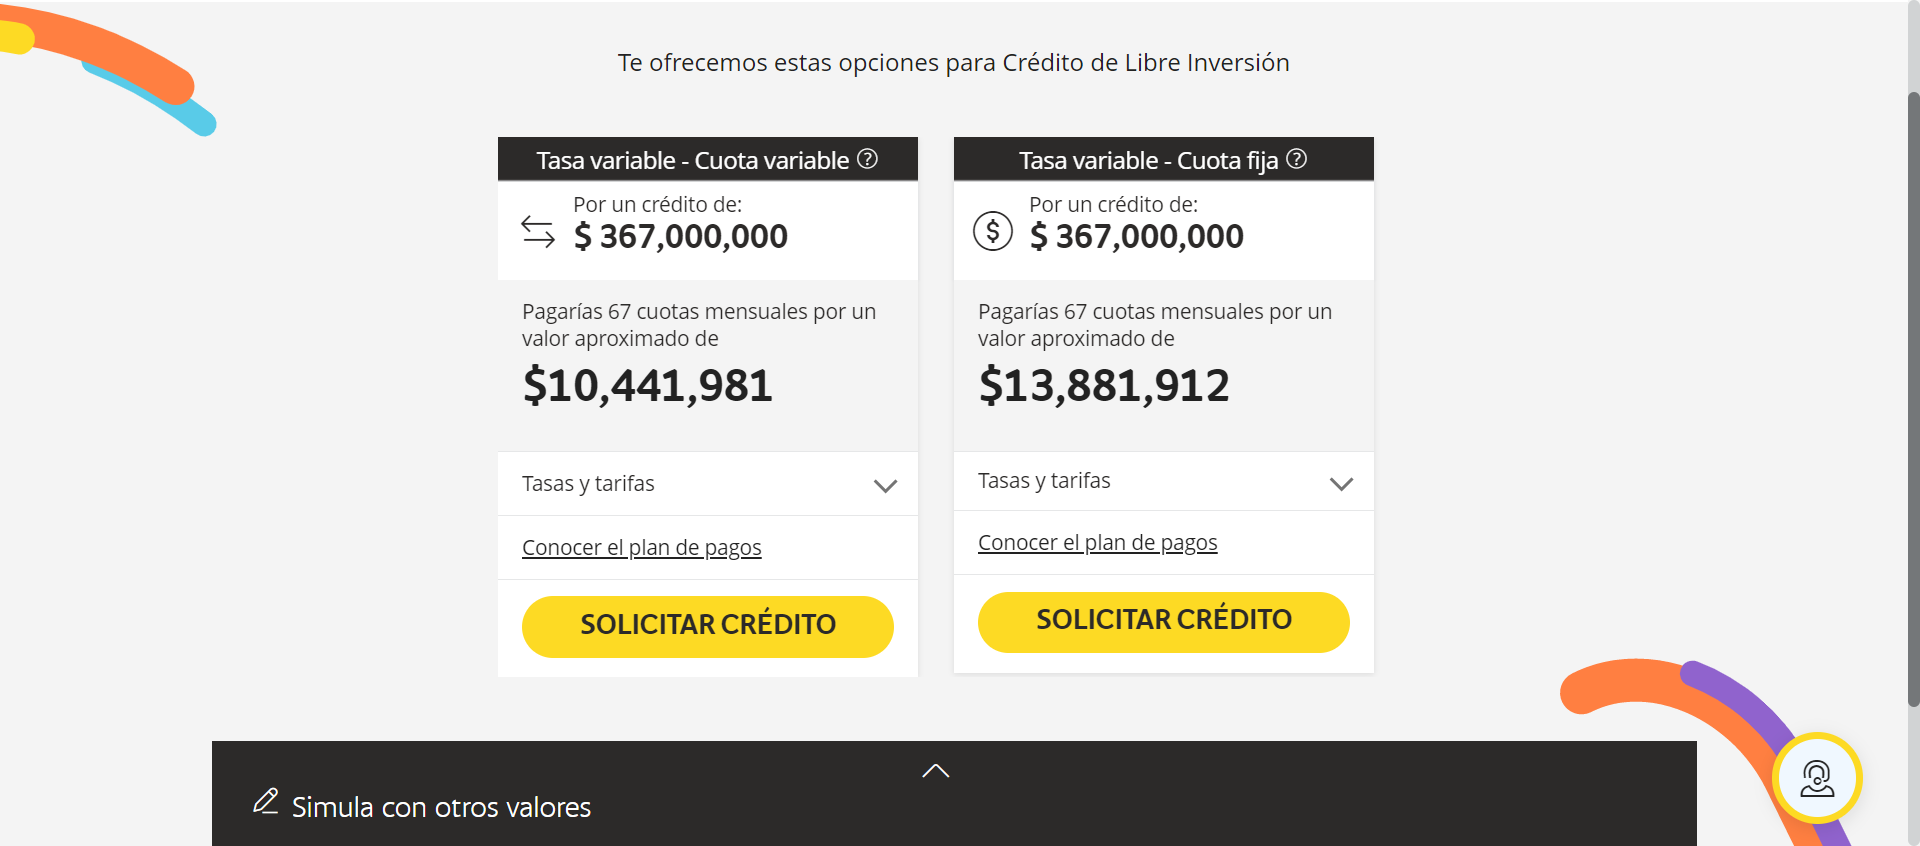 Te ofrecemos estas opciones para Crédito de Libre Inversión
Tasa variable - Cuota variable ?
Por un crédito de:
$ 367,000,000
Pagarías 67 cuotas mensuales por un
valor aproximado de
$10,441,981
Tasas y tarifas
Conocer el plan de pagos
SOLICITAR CRÉDITO
Tasa variable - Cuota fija ?
$
Por un crédito de:
$ 367,000,000
Pagarías 67 cuotas mensuales por un
valor aproximado de
$13,881,912
Tasas y tarifas
Conocer el plan de pagos
SOLICITAR CRÉDITO
Simula con otros valores